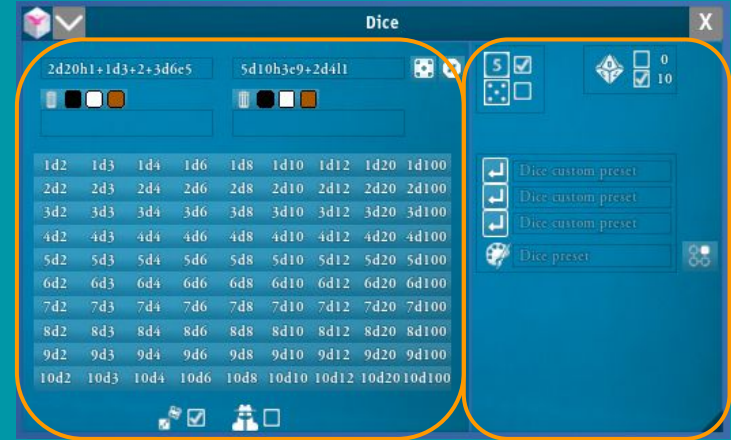 Dice
X
2d20h1+1d3+2+3d6e5 5d10h3e9+2d4l1
5
0
10
1d2 1d3 1d4 1d6 1d8 1d10 1d12 1d20 1d100
2d2 2d3 2d4 2d6 2d8 2d10 2d12 2d20 2d100
3d2 3d3 3d4 3d6 3d8 3d10 3d12 3d20 3d100
4d2 4d3 4d4 4d6 4d8 4d10 4d12 4d20 4d100
5d2 5d3 5d4 5d6 5d8 5d10 5d12 5d20 5d100
6d2 6d3 6d4 6d6 6d8 6d10 6d12 6d20 6d100
7d2 7d3 7d4 7d6 7d8 7d10 7d12 7d20 7d100
8d2 8d3 8d4 8d6 8d8 8d10 8d12 8d20 8d100
9d2 9d3 9d4 9d6 9d8 9d10 9d12 9d20 9d100
10d2 10d3 10d4 10d6 10d8 10d10 10d12 10d20 10d100
Dice custom preset
Dice custom preset
Dice custom preset
Dice preset